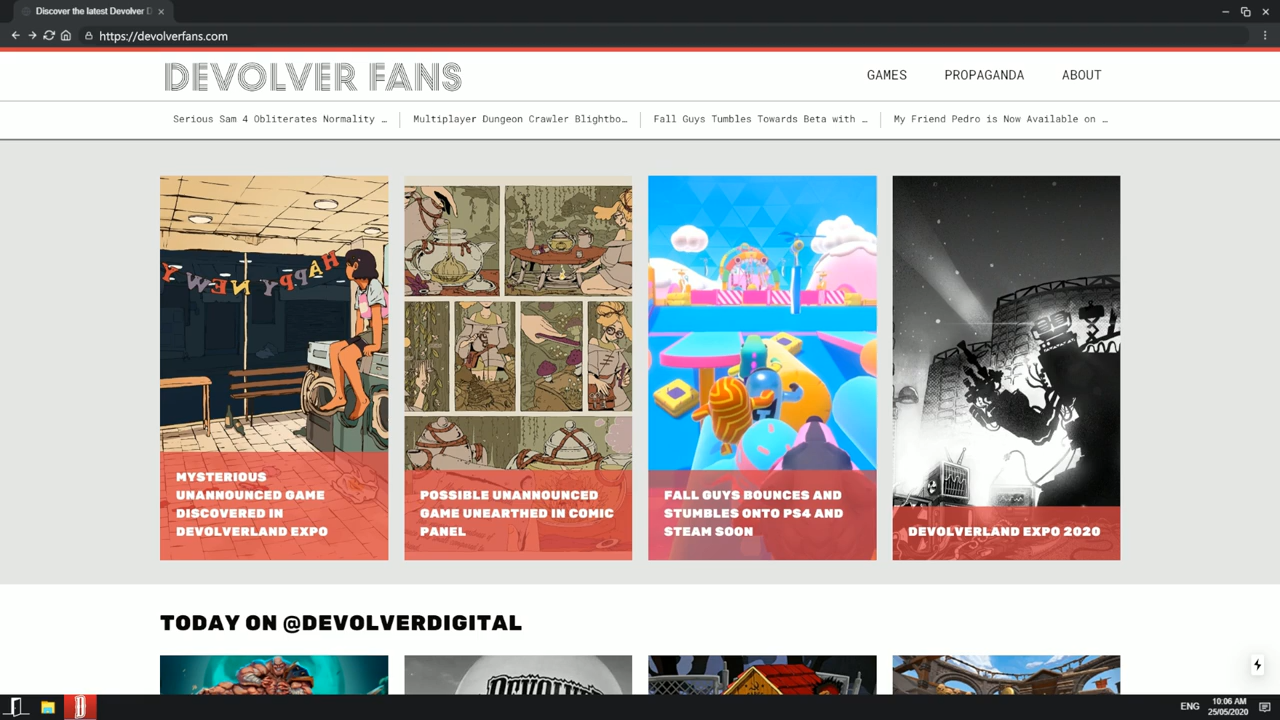 Discover the latest Devolver D
https://devolverfans.com
DEVOLVER FANS
GAMES
PROPAGANDA
ABOUT
Serious Sam 4 Obliterates Normality …
Multiplayer Dungeon Crawler Blightbo…
Fall Guys Tumbles Towards Beta with …
My Friend Pedro is Now Available on …
HAPPY NEW Y
MYSTERIOUS
UNANNOUNCED GAME
DISCOVERED IN
DEVOLVERLAND EXPO
POSSIBLE UNANNOUNCED
GAME UNEARTHED IN COMIC
PANEL
FALL GUYS BOUNCES AND
STUMBLES ONTO PS4 AND
STEAM SOON
DEVOLVERLAND EXPO 2020
TODAY ON @DEVOLVERDIGITAL
DEVOLVER
ENG
10:06 AM
25/05/2020